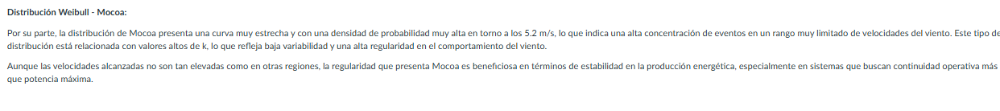 Distribución Weibull - Mocoa:
Por su parte, la distribución de Mocoa presenta una curva muy estrecha y con una densidad de probabilidad muy alta en torno a los 5.2 m/s, lo que indica una alta concentración de eventos en un rango muy limitado de velocidades del viento. Este tipo de
distribución está relacionada con valores altos de k, lo que refleja baja variabilidad y una alta regularidad en el comportamiento del viento.
Aunque las velocidades alcanzadas no son tan elevadas como en otras regiones, la regularidad que presenta Mocoa es beneficiosa en términos de estabilidad en la producción energética, especialmente en sistemas que buscan continuidad operativa más
que potencia máxima.